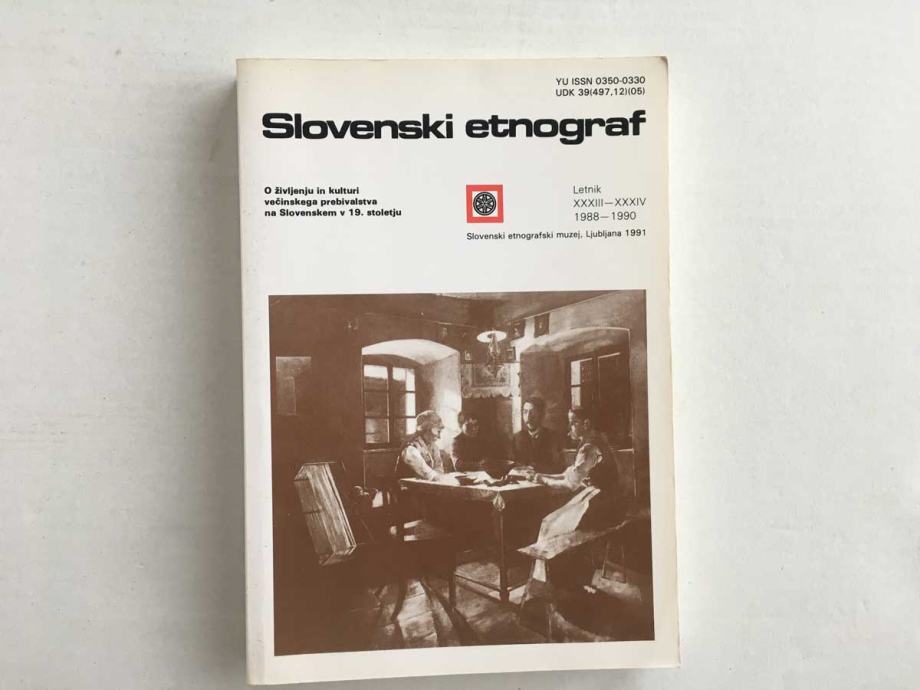 YU ISSN 0350-0330
UDK 39(497,12)(05)
Slovenski etnograf
O življenju in kulturi
večinskega prebivalstva
na Slovenskem v 19. stoletju
Letnik
XXXIII—XXXIV
1988—1990
Slovenski etnografski muzej, Ljubljana 1991